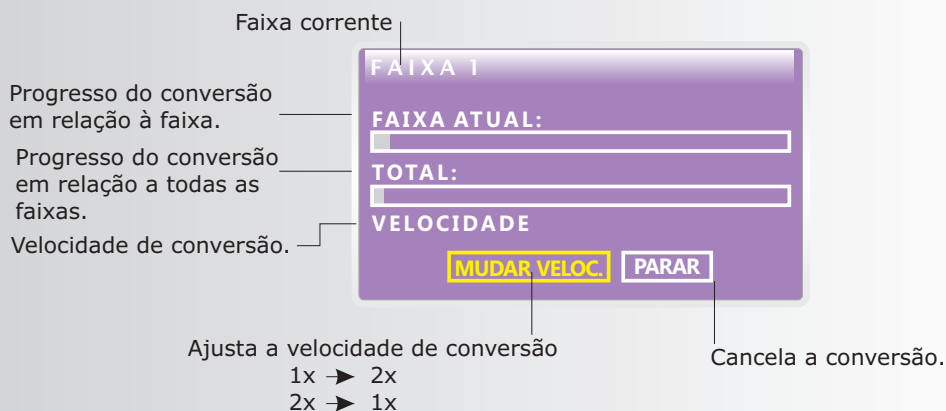 Faixa corrente
FAIXA 1
Progresso do conversão
em relação à faixa.
FAIXA ATUAL:
Progresso do conversão
em relação a todas as
faixas.
TOTAL:
Velocidade de conversão.
VELOCIDADE
MUDAR VELOC.
PARAR
Ajusta a velocidade de conversão
1x → 2x
2x → 1x
Cancela a conversão.